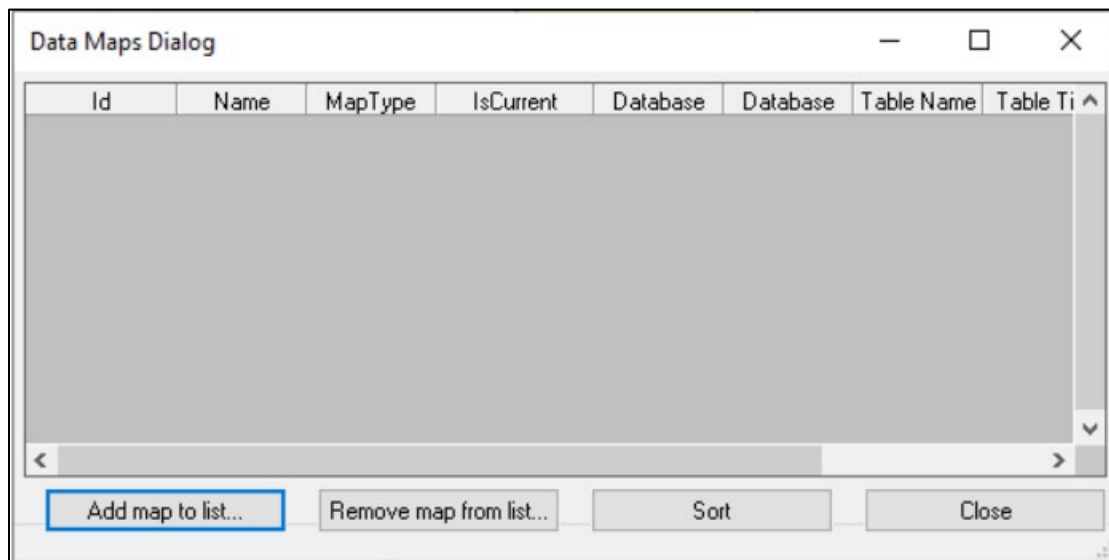 Data Maps Dialog
Id Name MapType IsCurrent Database Database Table Name Table Ti
Add map to list... Remove map from list... Sort Close